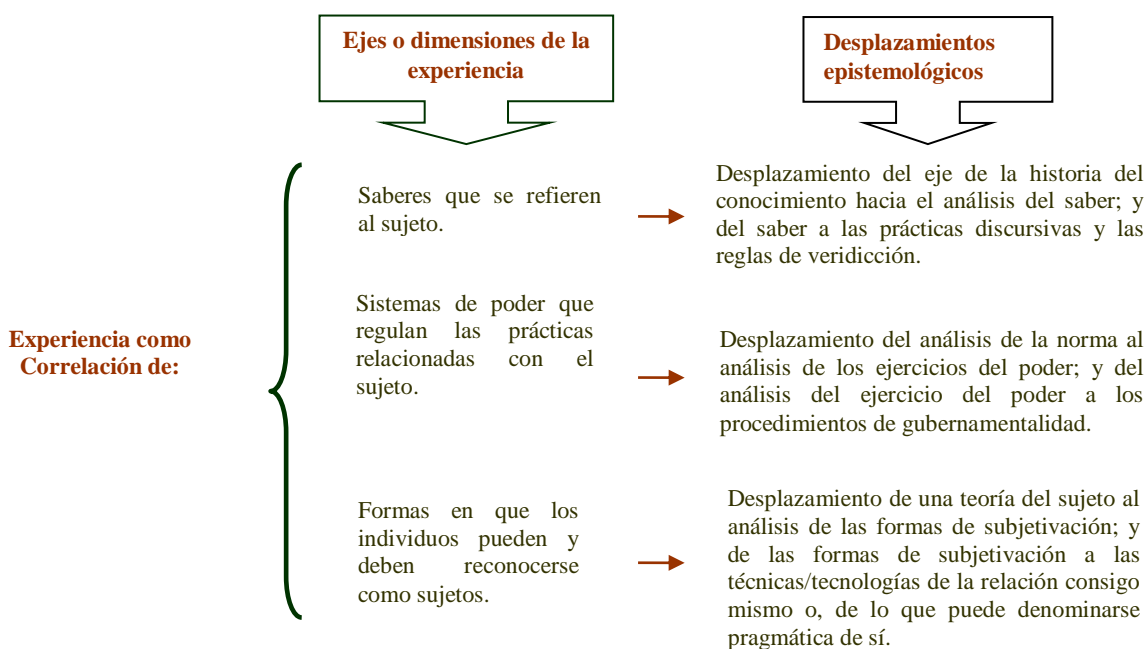 Ejes o dimensiones de la
experiencia
Desplazamientos
epistemológicos
Experiencia como
Correlación de:
Saberes que se refieren
al sujeto.
Desplazamiento del eje de la historia del
conocimiento hacia el análisis del saber; y
del saber a las prácticas discursivas y las
reglas de veridicción.
Sistemas de poder que
regulan las prácticas
relacionadas con el
sujeto.
Desplazamiento del análisis de la norma al
análisis de los ejercicios del poder; y del
análisis del ejercicio del poder a los
procedimientos de gubernamentalidad.
Formas en que los
individuos pueden y
deben reconocerse
como sujetos.
Desplazamiento de una teoría del sujeto al
análisis de las formas de subjetivación; y
de las formas de subjetivación a las
técnicas/tecnologías de la relación consigo
mismo o, de lo que puede denominarse
pragmática de sí.